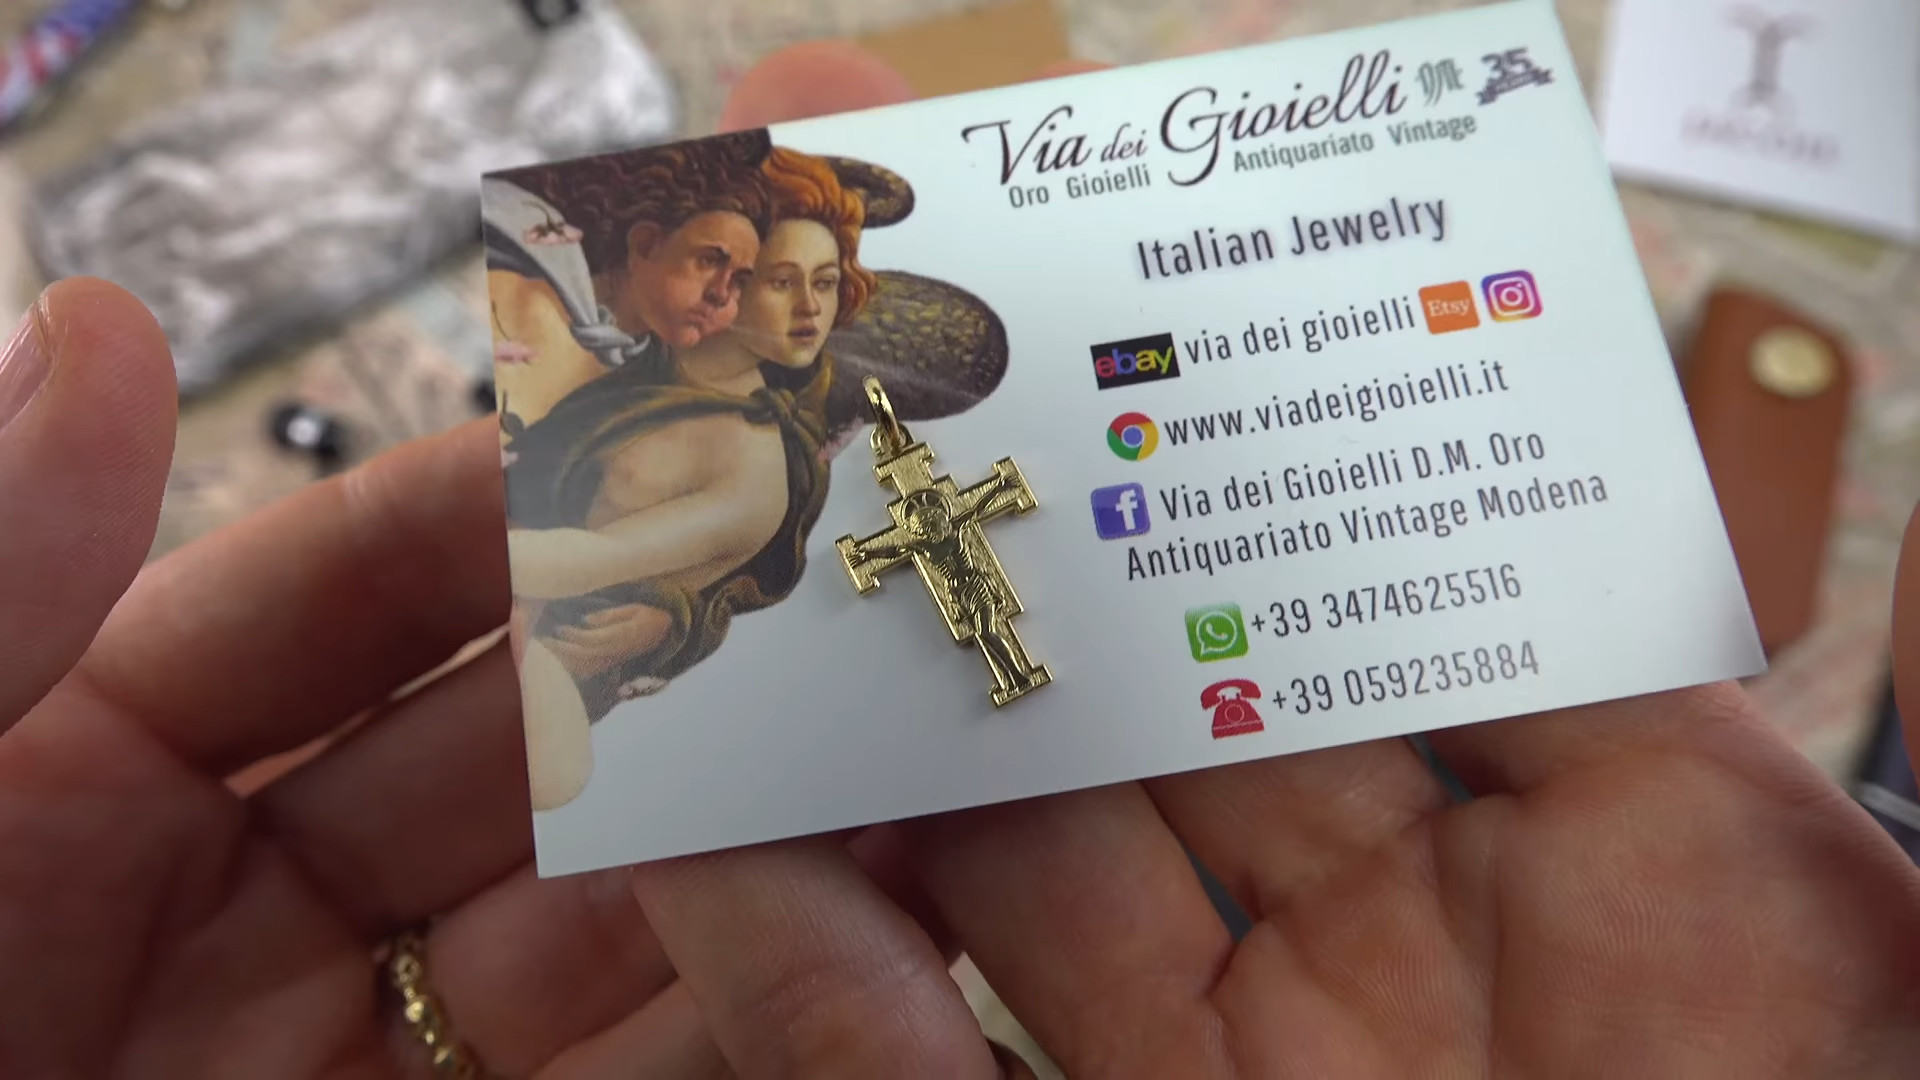 Via dei Gioielli
Oro Gioielli Antiquariato Vintage
35
Italian Jewelry
ebay via dei gioielli Etsy
www.viadeigioielli.it
f Via dei Gioielli D.M. Oro
Antiquariato Vintage Modena
+39 3474625516
+39 059235884